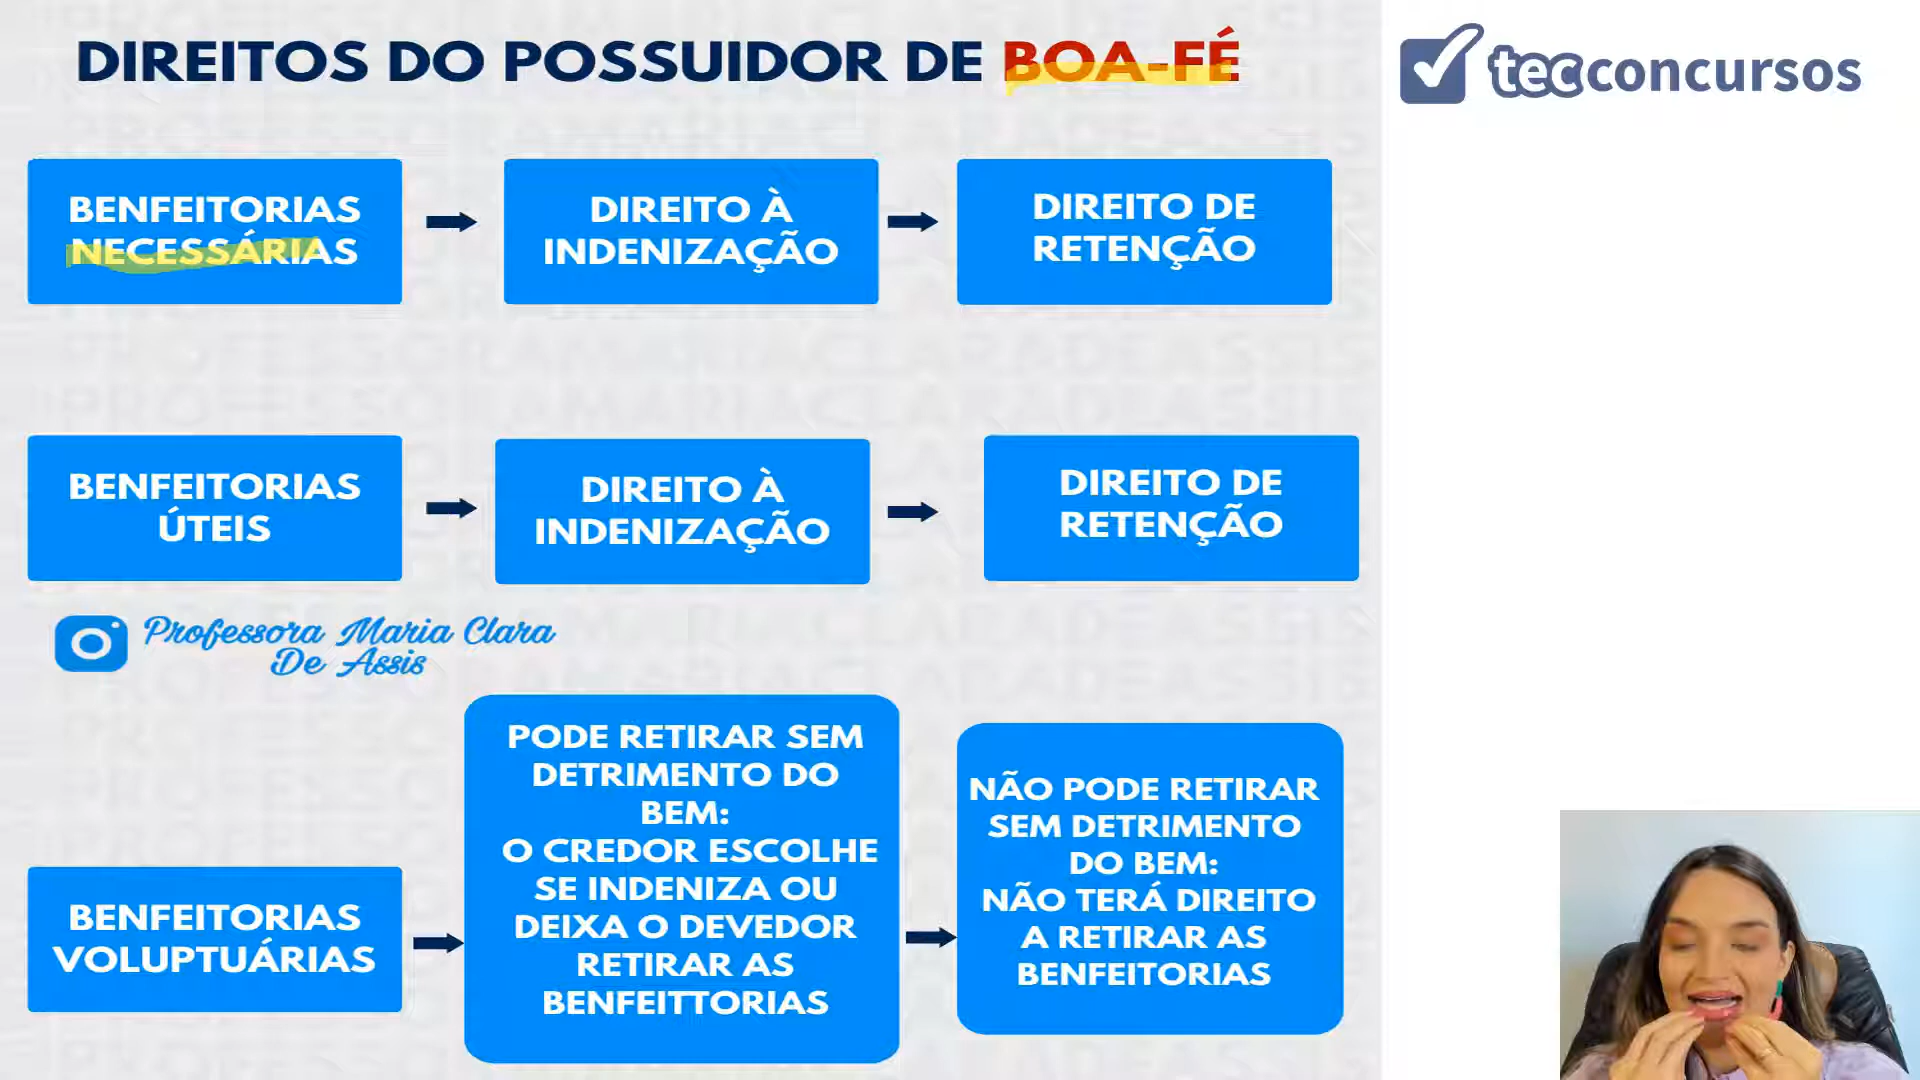 DIREITOS DO POSSUIDOR DE BOA-FÉ
tecconcursos
BENFEITORIAS
NECESSÁRIAS
DIREITO À
INDENIZAÇÃO
DIREITO DE
RETENÇÃO
BENFEITORIAS
ÚTEIS
DIREITO À
INDENIZAÇÃO
DIREITO DE
RETENÇÃO
Professora Maria Clara
De Assis
BENFEITORIAS
VOLUPTUÁRIAS
PODE RETIRAR SEM
DETRIMENTO DO
BEM:
O CREDOR ESCOLHE
SE INDENIZA OU
DEIXA O DEVEDOR
RETIRAR AS
BENFEITTORIAS
NÃO PODE RETIRAR
SEM DETRIMENTO
DO BEM:
NÃO TERÁ DIREITO
A RETIRAR AS
BENFEITORIAS